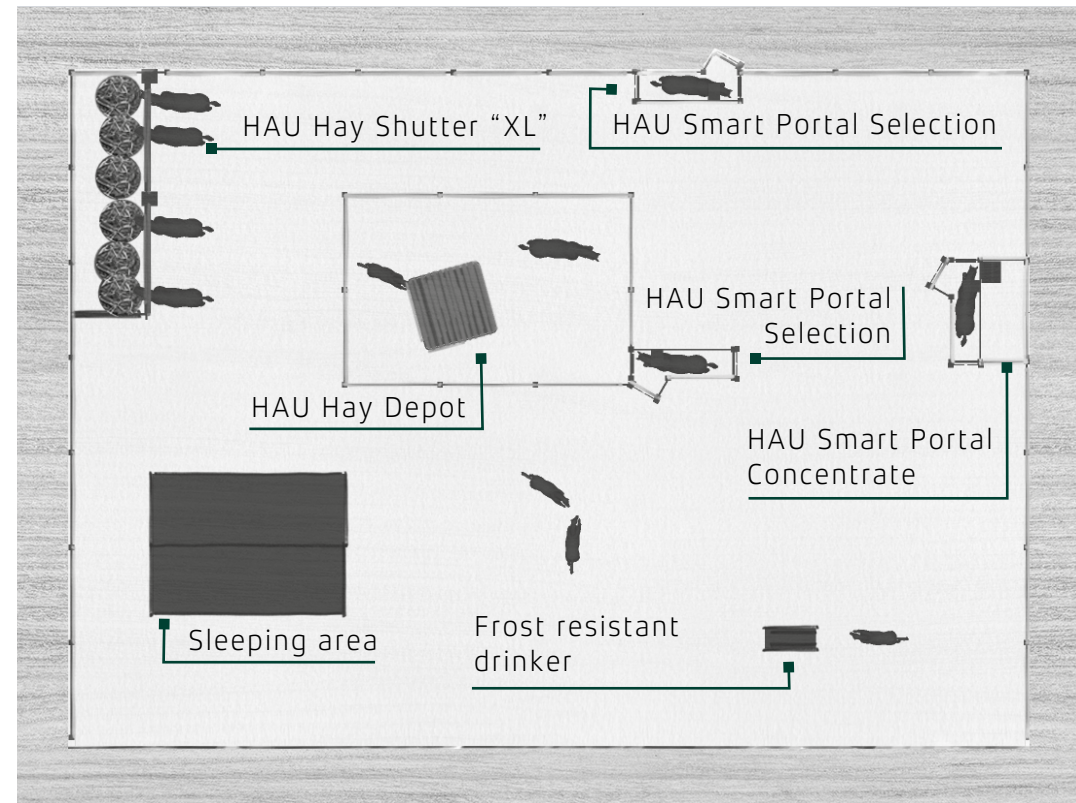 HAU Hay Shutter “XL”
HAU Smart Portal Selection
HAU Smart Portal
Selection
HAU Hay Depot
HAU Smart Portal
Concentrate
Sleeping area
Frost resistant
drinker